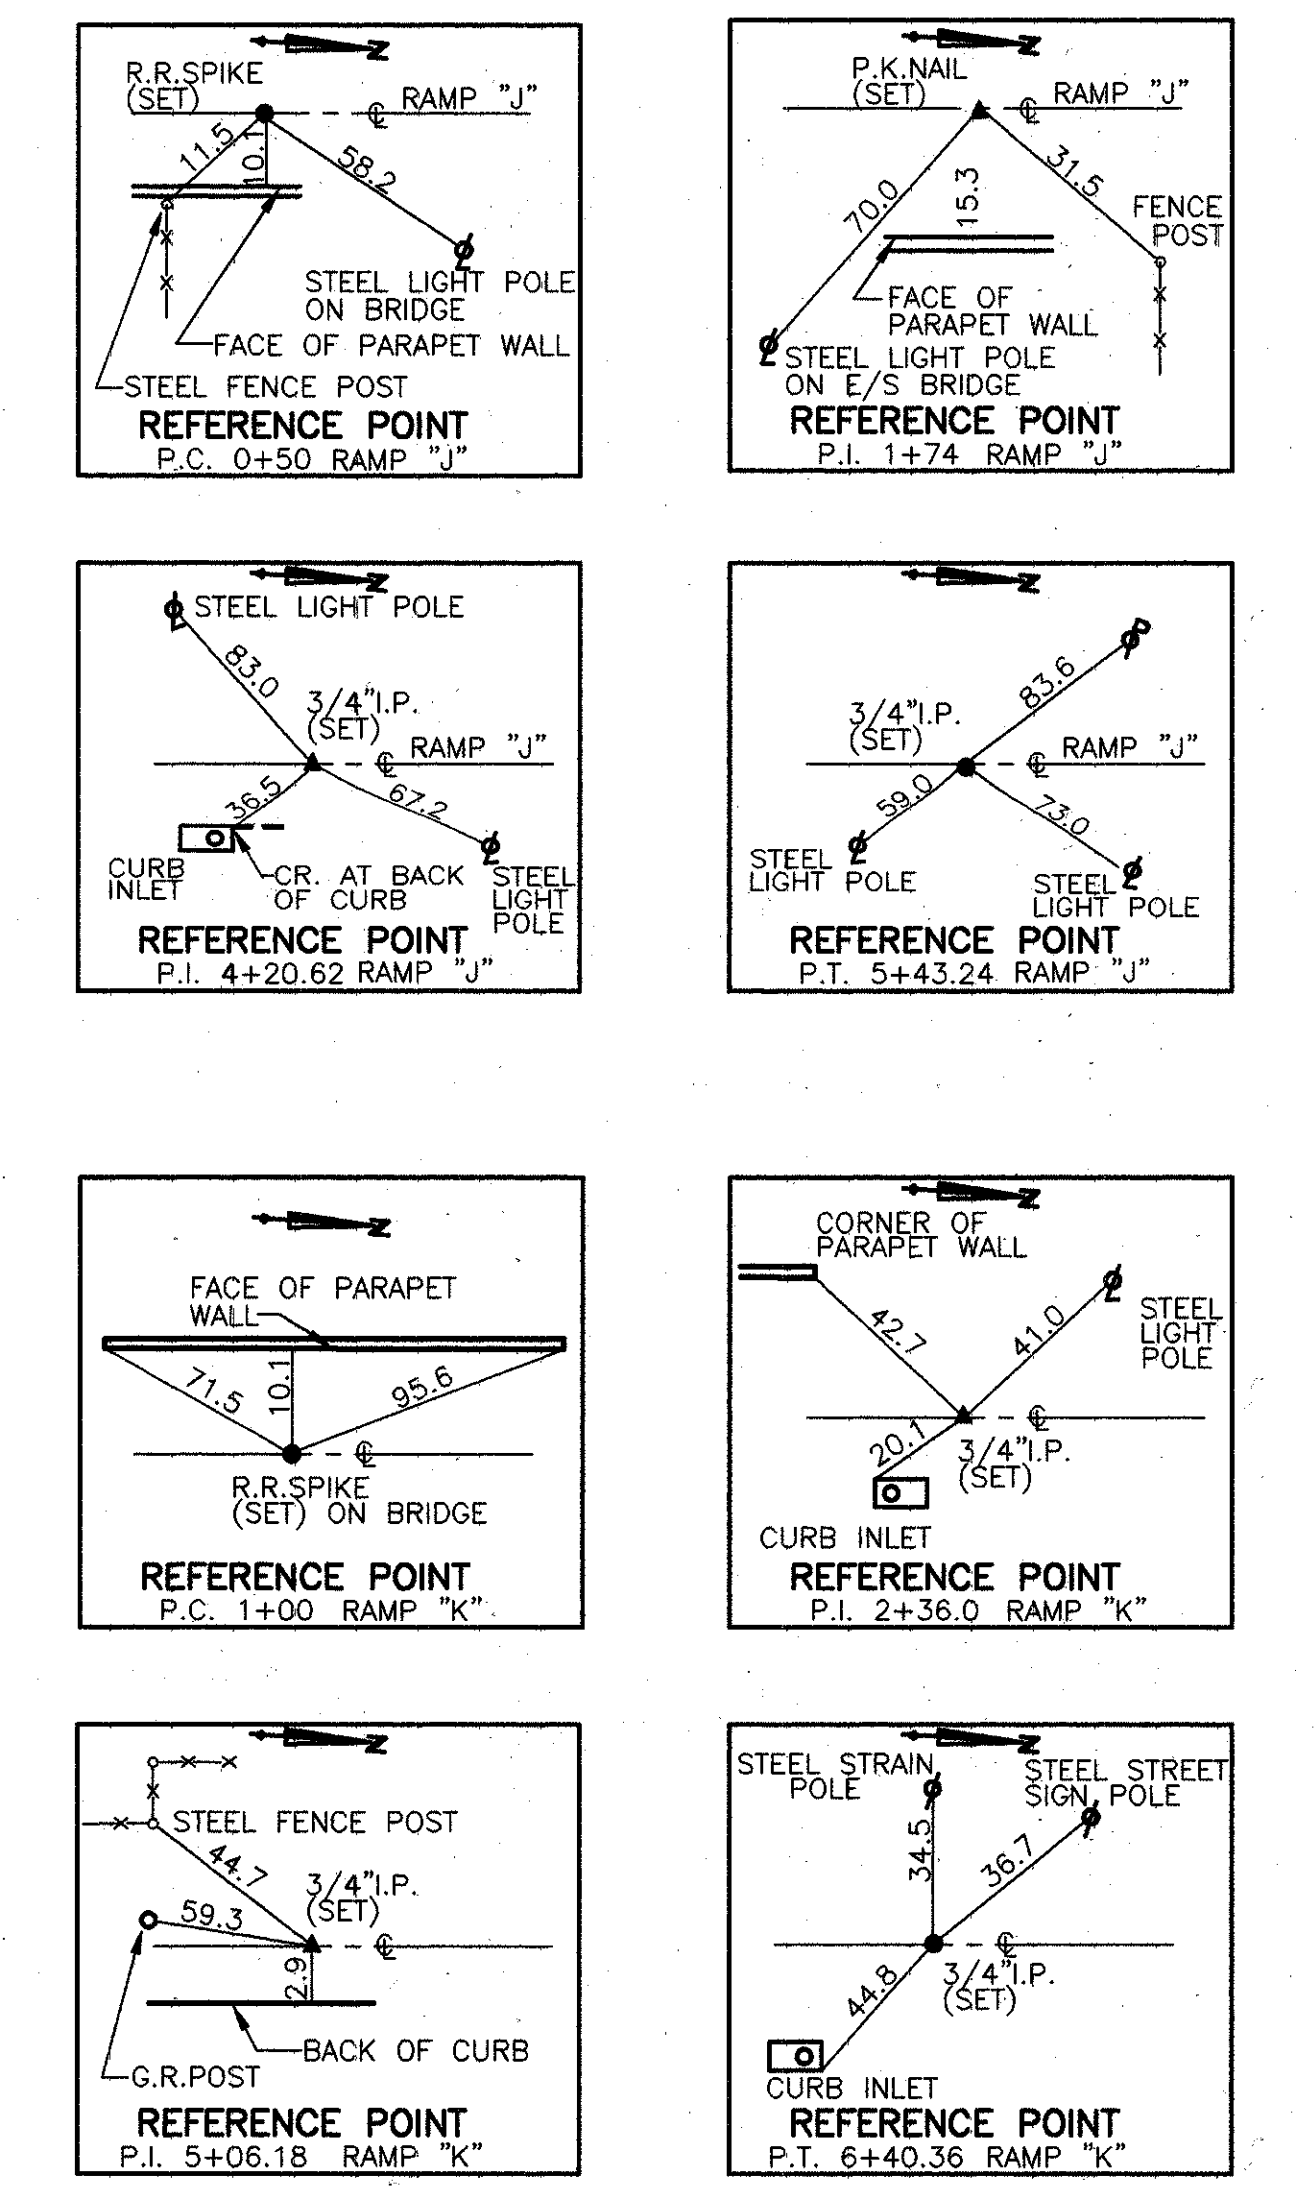 N
R.R.SPIKE
(SET)
℄ RAMP "J"
11.5
10.1
58.2
STEEL LIGHT POLE
ON BRIDGE
FACE OF PARAPET WALL
STEEL FENCE POST
REFERENCE POINT
P.C. 0+50 RAMP "J"
N
P.K.NAIL
(SET)
℄ RAMP "J"
70.0
15.3
31.5
FENCE
POST
FACE OF
PARAPET WALL
STEEL LIGHT POLE
ON E/S BRIDGE
REFERENCE POINT
P.I. 1+74 RAMP "J"
N
STEEL LIGHT POLE
83.0
3/4"I.P.
(SET)
℄ RAMP "J"
36.5
67.2
CURB
INLET
CR. AT BACK
OF CURB
STEEL
LIGHT
POLE
REFERENCE POINT
P.I. 4+20.62 RAMP "J"
N
83.6
3/4"I.P.
(SET)
℄ RAMP "J"
59.0
73.0
STEEL
LIGHT POLE
STEEL
LIGHT POLE
REFERENCE POINT
P.T. 5+43.24 RAMP "J"
N
FACE OF PARAPET
WALL
71.5
10.1
95.6
℄
R.R.SPIKE
(SET) ON BRIDGE
REFERENCE POINT
P.C. 1+00 RAMP "K"
N
CORNER OF
PARAPET WALL
42.7
41.0
STEEL
LIGHT
POLE
℄
20.1
3/4"I.P.
(SET)
CURB INLET
REFERENCE POINT
P.I. 2+36.0 RAMP "K"
N
STEEL FENCE POST
44.7
3/4"I.P.
(SET)
59.3
℄
2.9
BACK OF CURB
G.R.POST
REFERENCE POINT
P.I. 5+06.18 RAMP "K"
N
STEEL STRAIN
POLE
STEEL STREET
SIGN POLE
34.5
36.7
℄
44.8
3/4"I.P.
(SET)
CURB INLET
REFERENCE POINT
P.T. 6+40.36 RAMP "K"